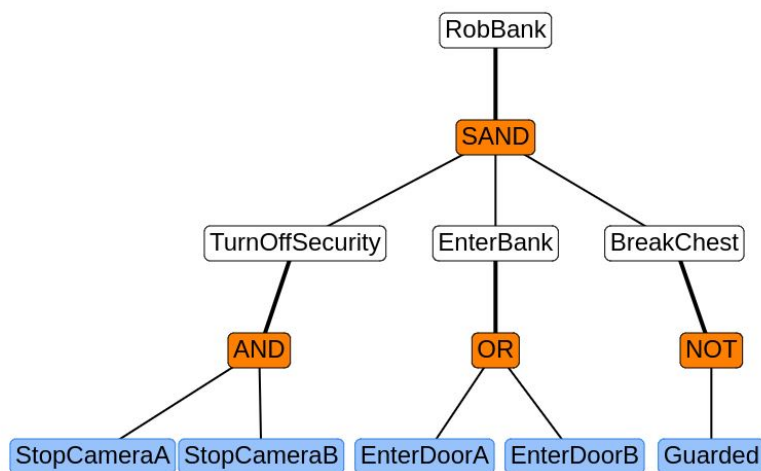 RobBank
SAND
TurnOffSecurity EnterBank BreakChest
AND OR NOT
StopCameraA StopCameraB EnterDoorA EnterDoorB Guarded